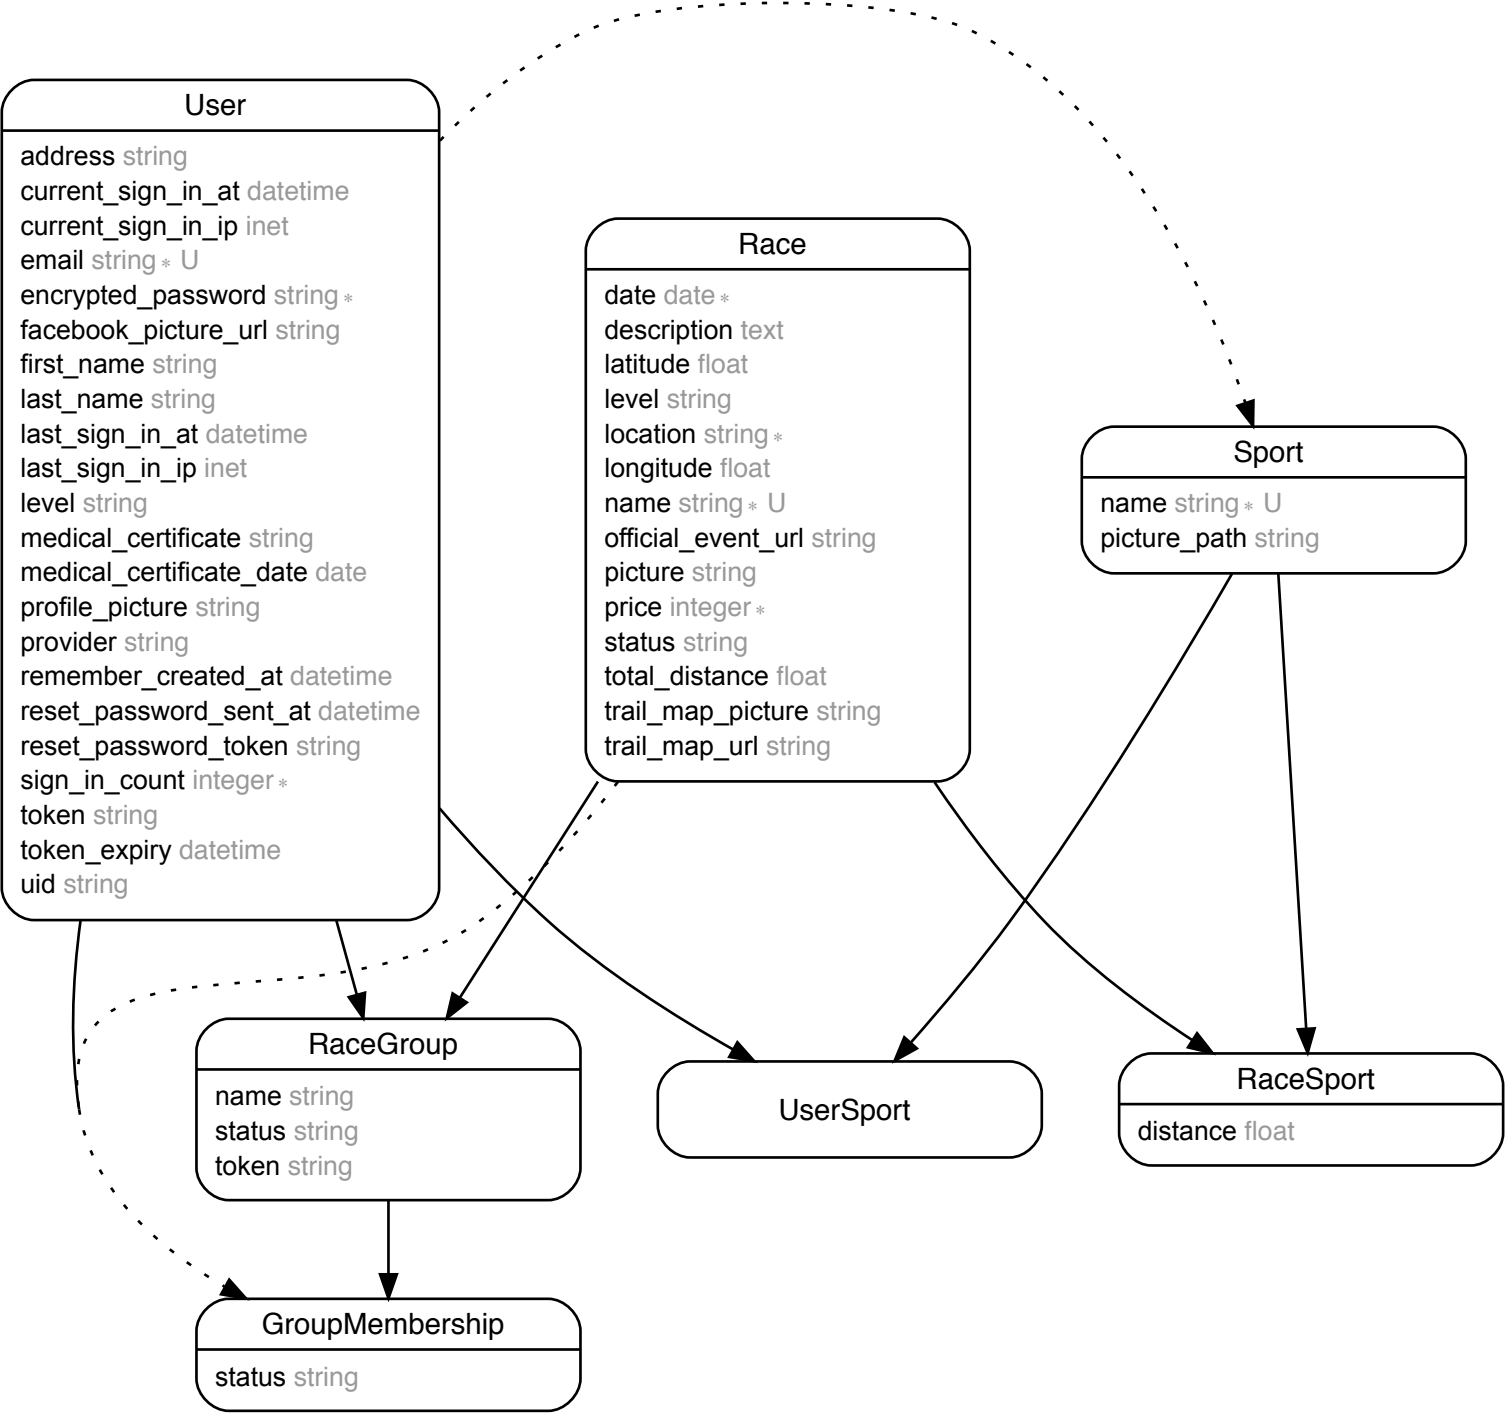 User
address string
current_sign_in_at datetime
current_sign_in_ip inet
email string∗ U
encrypted_password string∗
facebook_picture_url string
first_name string
last_name string
last_sign_in_at datetime
last_sign_in_ip inet
level string
medical_certificate string
medical_certificate_date date
profile_picture string
provider string
remember_created_at datetime
reset_password_sent_at datetime
reset_password_token string
sign_in_count integer∗
token string
token_expiry datetime
uid string
Race
date date∗
description text
latitude float
level string
location string∗
longitude float
name string∗ U
official_event_url string
picture string
price integer∗
status string
total_distance float
trail_map_picture string
trail_map_url string
Sport
name string∗ U
picture_path string
RaceGroup
name string
status string
token string
UserSport
RaceSport
distance float
GroupMembership
status string